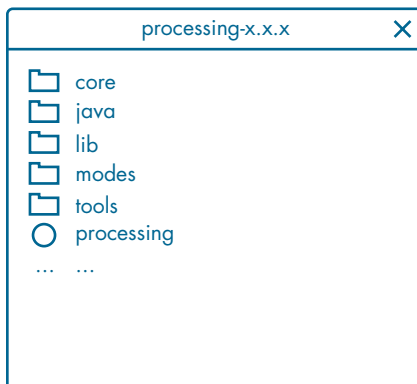 processing-x.x.x
core
java
lib
modes
tools
processing
... ...